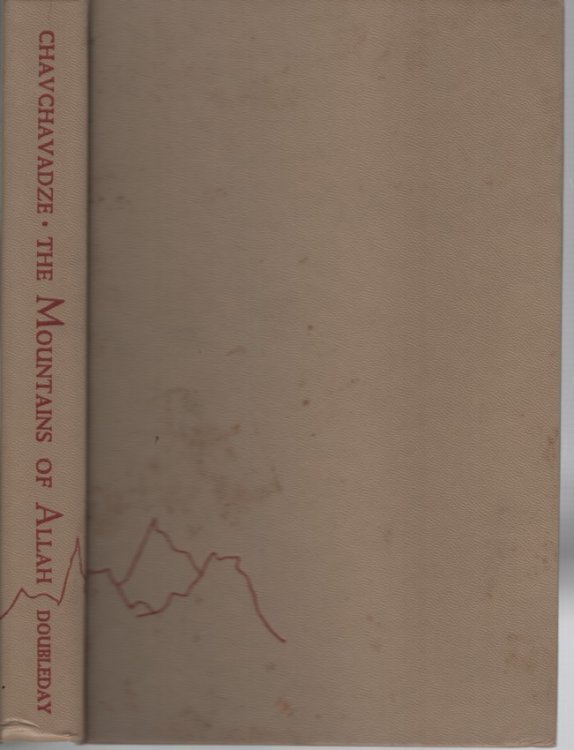 CHAVCHAVADZE • THE MOUNTAINS OF ALLAH DOUBLEDAY